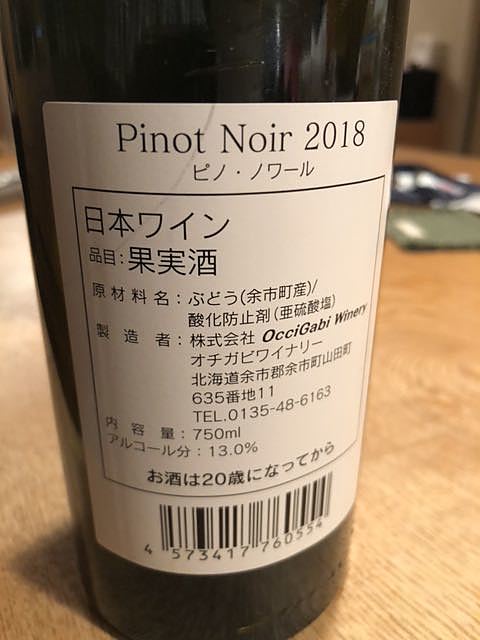 Pinot Noir 2018
ピノ・ノワール
日本ワイン
品目：果実酒
原材料名：ぶどう(余市町産)/
酸化防止剤(亜硫酸塩)
製造者：株式会社 OcciGabi Winery
オチガビワイナリー
北海道余市郡余市町山田町
635番地11
TEL.0135-48-6163
内容量：750ml
アルコール分：13.0%
お酒は20歳になってから
4 573417 760554